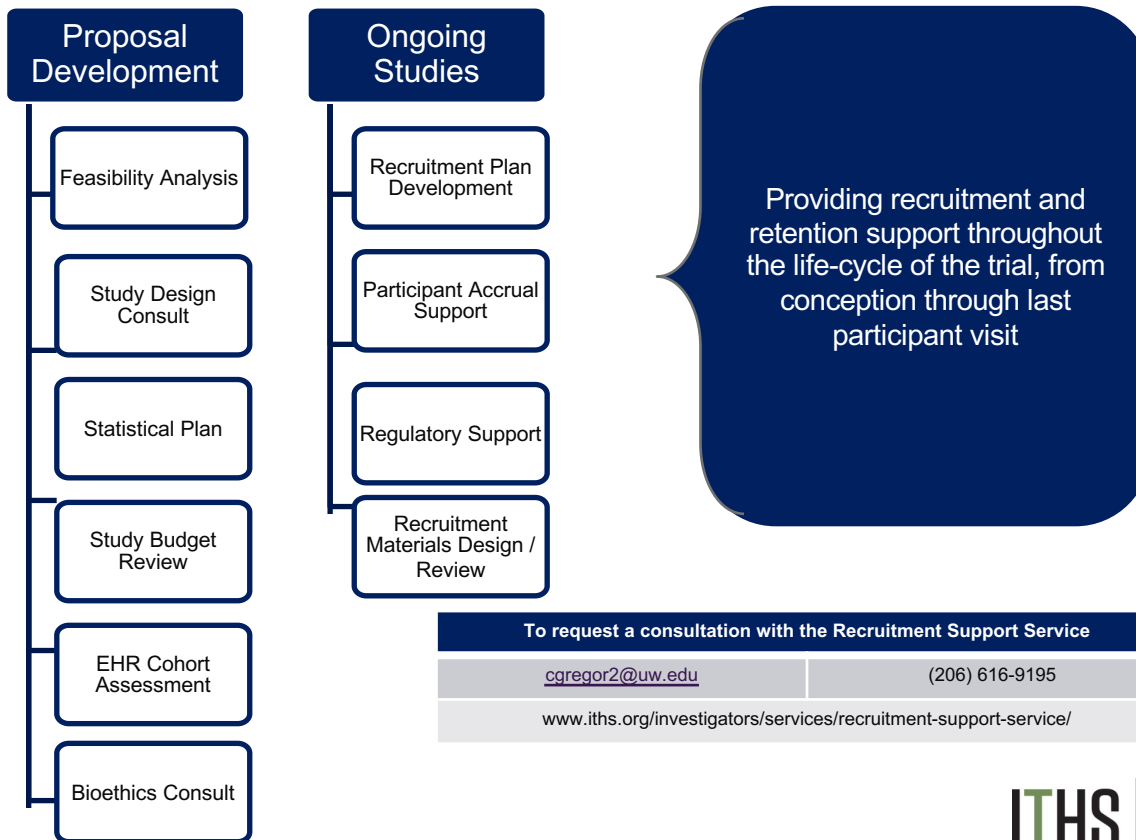 Proposal
Development
Feasibility Analysis
Study Design
Consult
Statistical Plan
Study Budget
Review
EHR Cohort
Assessment
Bioethics Consult
Ongoing
Studies
Recruitment Plan
Development
Participant Accrual
Support
Regulatory Support
Recruitment
Materials Design /
Review
Providing recruitment and
retention support throughout
the life-cycle of the trial, from
conception through last
participant visit
To request a consultation with the Recruitment Support Service
cgregor2@uw.edu
(206) 616-9195
www.iths.org/investigators/services/recruitment-support-service/
ITHS